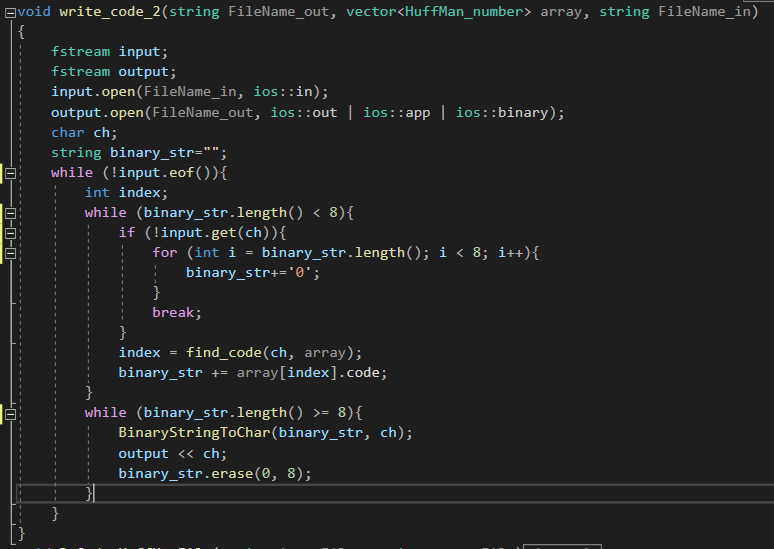 void write_code_2(string FileName_out, vector<HuffMan_number> array, string FileName_in)
{
fstream input;
fstream output;
input.open(FileName_in, ios::in);
output.open(FileName_out, ios::out | ios::app | ios::binary);
char ch;
string binary_str="";
while (!input.eof()){
int index;
while (binary_str.length() < 8){
if (!input.get(ch)){
for (int i = binary_str.length(); i < 8; i++){
binary_str+='0';
}
break;
}
index = find_code(ch, array);
binary_str += array[index].code;
}
while (binary_str.length() >= 8){
BinaryStringToChar(binary_str, ch);
output << ch;
binary_str.erase(0, 8);
}
}
}